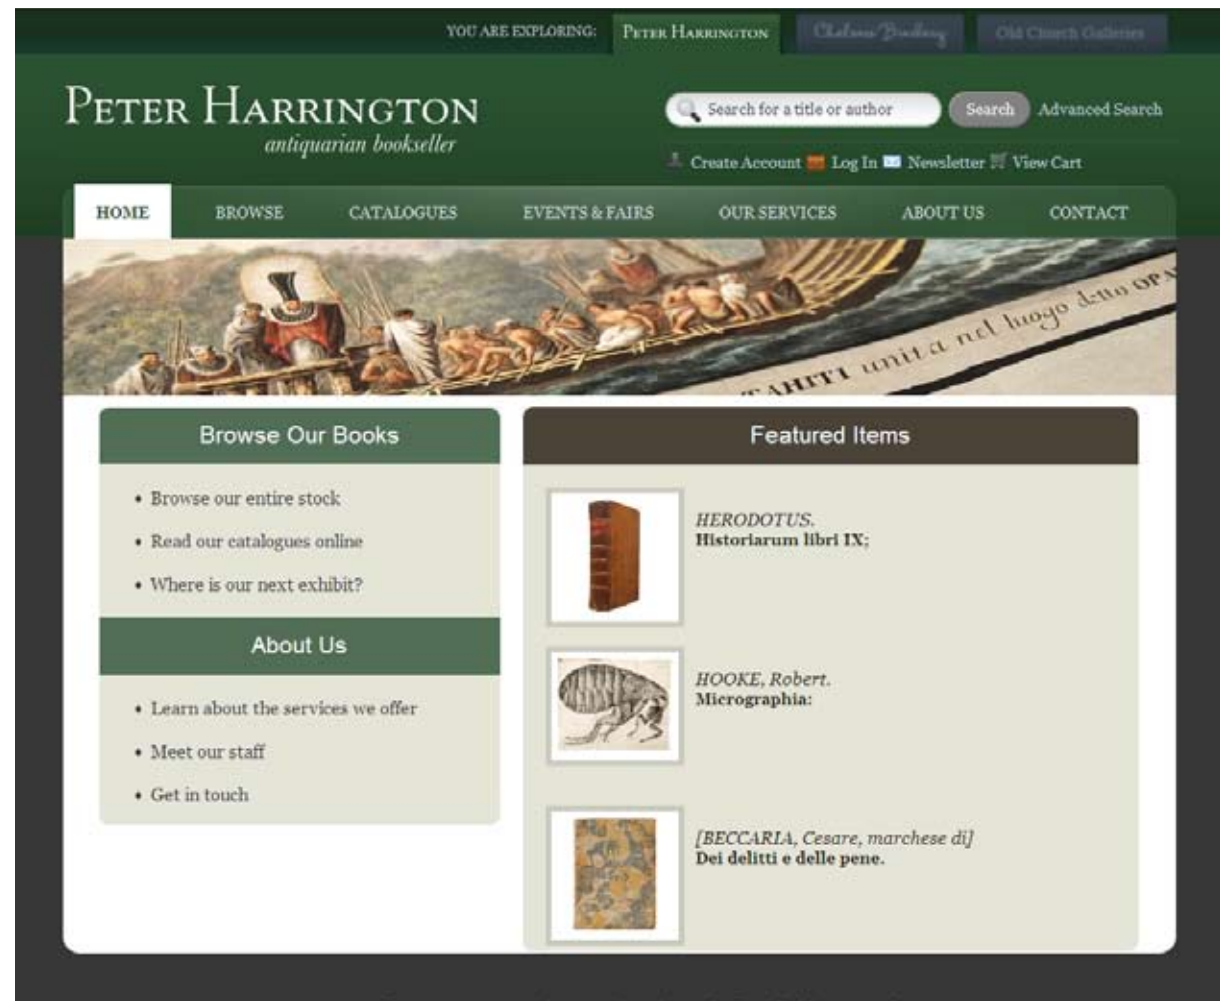 YOU ARE EXPLORING: PETER HARRINGTON Chelsea Bindery Old Church Galleries
PETER HARRINGTON
antiquarian bookseller
Search for a title or author Search Advanced Search
Create Account Log In Newsletter View Cart
HOME BROWSE CATALOGUES EVENTS & FAIRS OUR SERVICES ABOUT US CONTACT
TAHITI unita nel luogo detto OPA
Browse Our Books
• Browse our entire stock
• Read our catalogues online
• Where is our next exhibit?
About Us
• Learn about the services we offer
• Meet our staff
• Get in touch
Featured Items
HERODOTUS.
Historiarum libri IX;
HOOKE, Robert.
Micrographia:
[BECCARIA, Cesare, marchese di]
Dei delitti e delle pene.